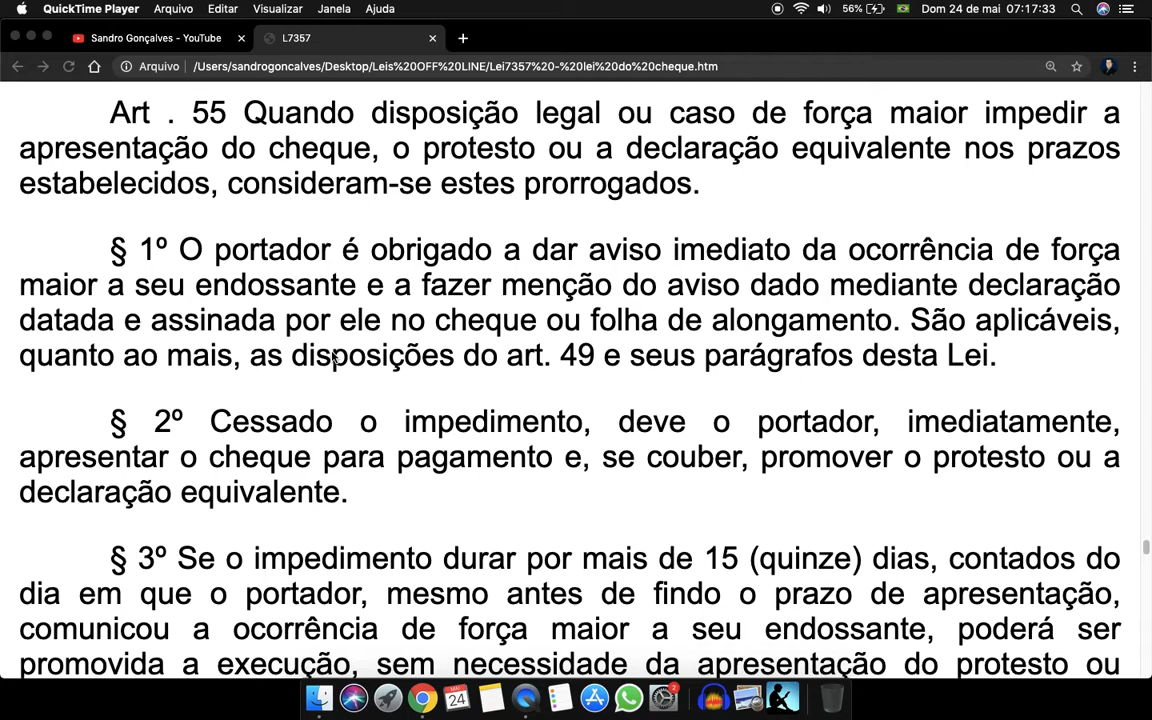 QuickTime Player Arquivo Editar Visualizar Janela Ajuda 56% Dom 24 de mai 07:17:33
Sandro Gonçalves - YouTube L7357
Arquivo /Users/sandrogoncalves/Desktop/Leis%20OFF%20LINE/Lei7357%20-%20lei%20do%20cheque.htm
Art . 55 Quando disposição legal ou caso de força maior impedir a
apresentação do cheque, o protesto ou a declaração equivalente nos prazos
estabelecidos, consideram-se estes prorrogados.
§ 1º O portador é obrigado a dar aviso imediato da ocorrência de força
maior a seu endossante e a fazer menção do aviso dado mediante declaração
datada e assinada por ele no cheque ou folha de alongamento. São aplicáveis,
quanto ao mais, as disposições do art. 49 e seus parágrafos desta Lei.
§ 2º Cessado o impedimento, deve o portador, imediatamente,
apresentar o cheque para pagamento e, se couber, promover o protesto ou a
declaração equivalente.
§ 3º Se o impedimento durar por mais de 15 (quinze) dias, contados do
dia em que o portador, mesmo antes de findo o prazo de apresentação,
comunicou a ocorrência de força maior a seu endossante, poderá ser
promovida a execução, sem necessidade da apresentação do protesto ou
24
2